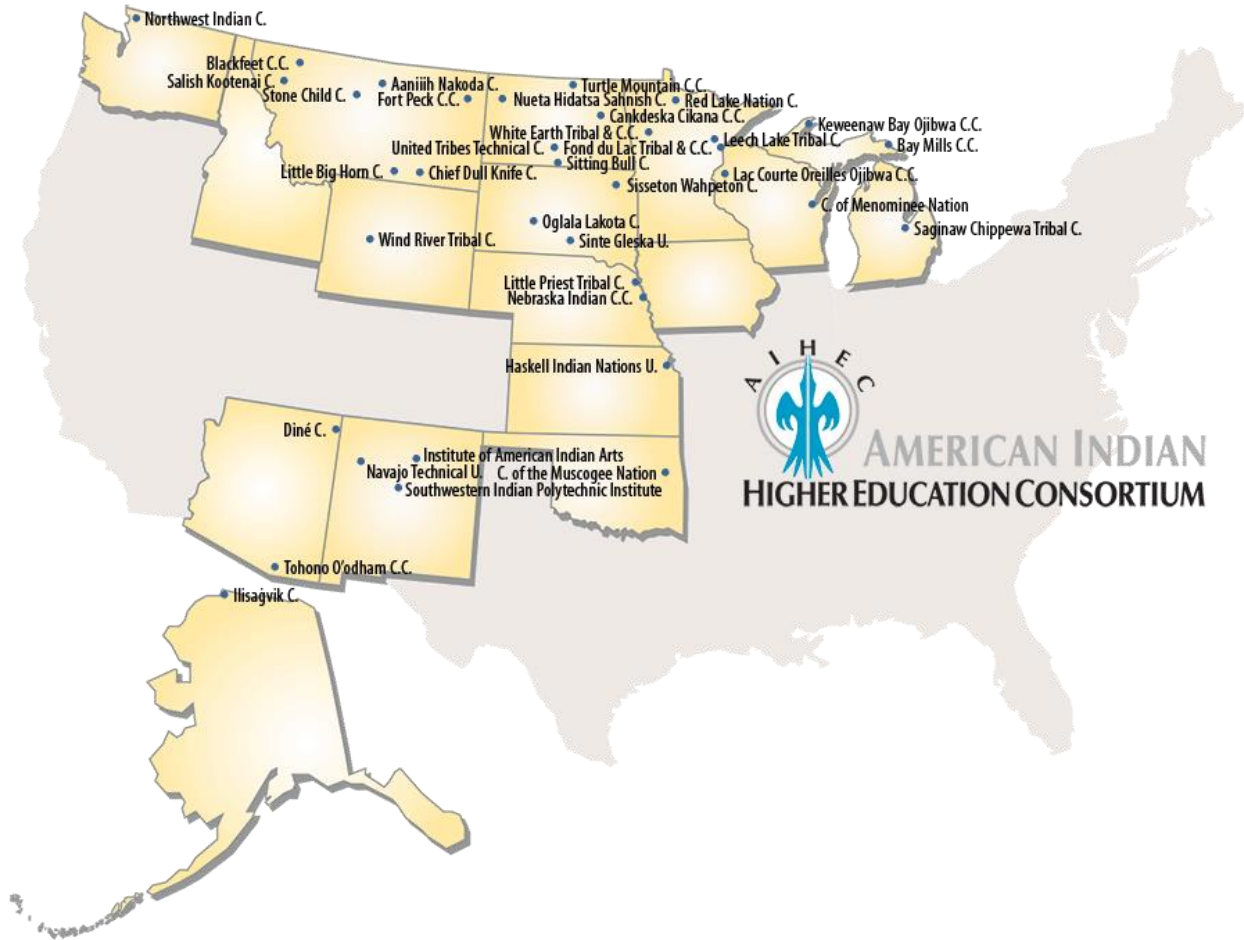 Northwest Indian C.
Blackfeet C.C.
Salish Kootenai C.
Stone Child C.
Aaniiih Nakoda C.
Fort Peck C.C.
Turtle Mountain C.C.
Nueta Hidatsa Sahnish C.
Red Lake Nation C.
Cankdeska Cikana C.C.
White Earth Tribal & C.C.
Leech Lake Tribal C.
United Tribes Technical C.
Fond du Lac Tribal & C.C.
Sitting Bull C.
Keweenaw Bay Ojibwa C.C.
Bay Mills C.C.
Little Big Horn C.
Chief Dull Knife C.
Sisseton Wahpeton C.
Lac Courte Oreilles Ojibwa C.C.
C. of Menominee Nation
Oglala Lakota C.
Saginaw Chippewa Tribal C.
Wind River Tribal C.
Sinte Gleska U.
Little Priest Tribal C.
Nebraska Indian C.C.
Haskell Indian Nations U.
AIHEC
AMERICAN INDIAN
HIGHER EDUCATION CONSORTIUM
Diné C.
Institute of American Indian Arts
Navajo Technical U.
C. of the Muscogee Nation
Southwestern Indian Polytechnic Institute
Tohono O'odham C.C.
Ilisaġvik C.